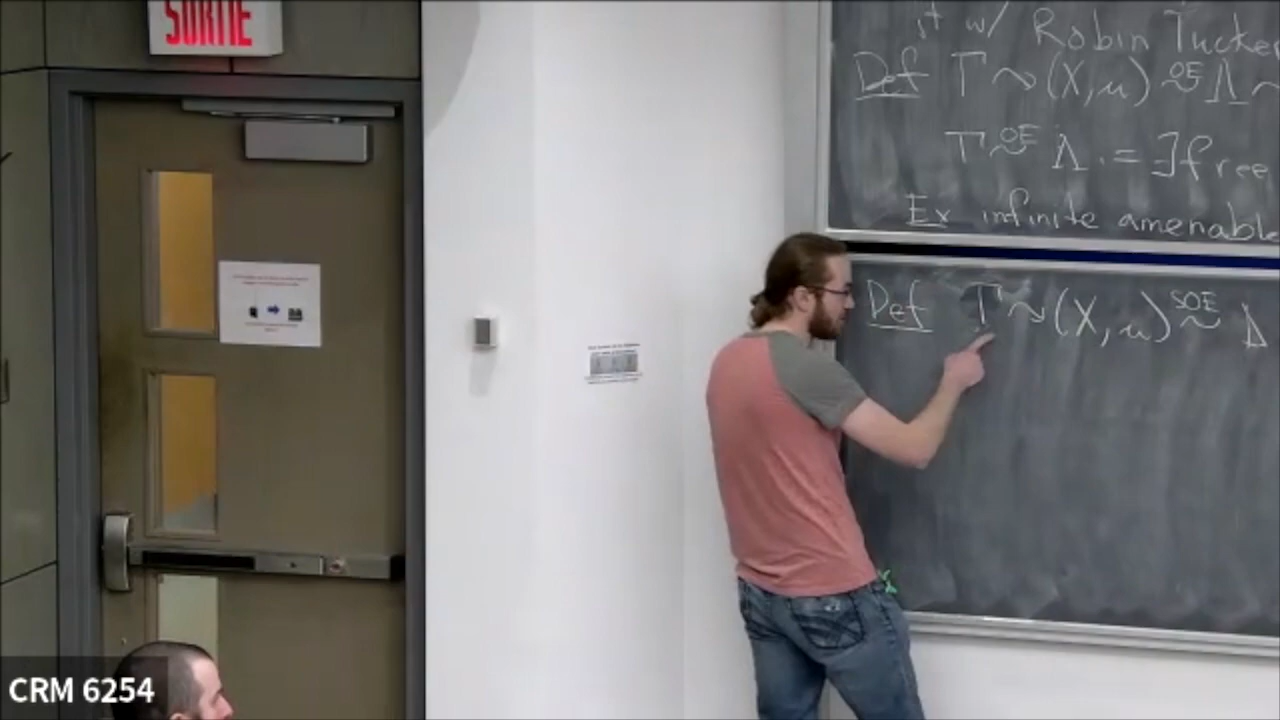 SORTIE
jt w/ Robin Tucker
Def Γ ↷ (X, μ) OE~ Λ ↷
Γ OE~ Λ := ∃ free
Ex infinite amenable
Def Γ ↷ (X, μ) SOE~ Λ
CRM 6254